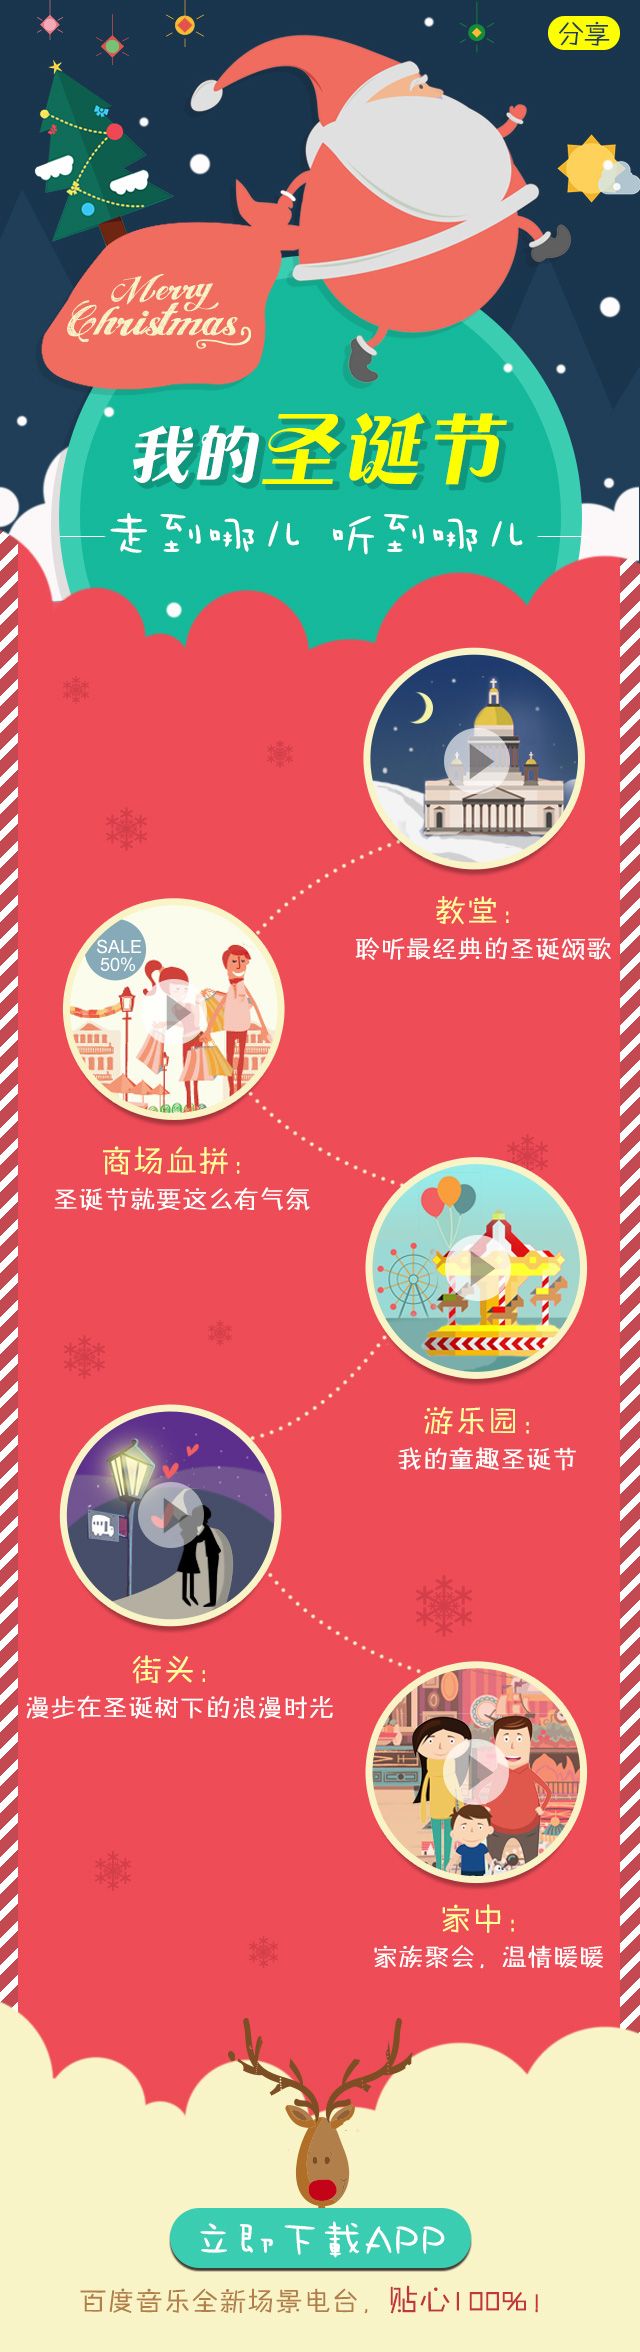 分享
Merry
Christmas
我的圣诞节
走到哪儿 听到哪儿
教堂：
聆听最经典的圣诞颂歌
SALE
50%
商场血拼：
圣诞节就要这么有气氛
游乐园：
我的童趣圣诞节
街头：
漫步在圣诞树下的浪漫时光
家中：
家族聚会，温情暖暖
立即下载APP
百度音乐全新场景电台，贴心100%！